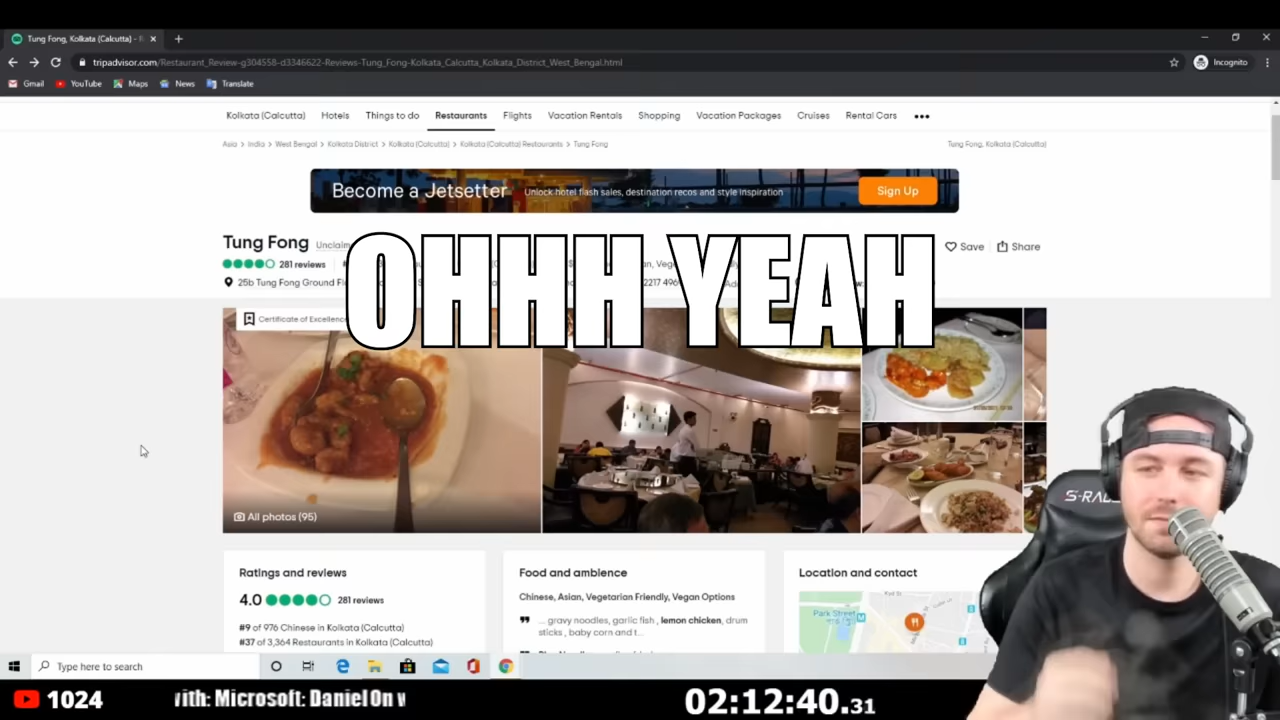 Tung Fong, Kolkata (Calcutta) -
tripadvisor.com/Restaurant_Review-g304558-d3346622-Reviews-Tung_Fong-Kolkata_Calcutta_Kolkata_District_West_Bengal.html
Incognito
Gmail YouTube Maps News Translate
Kolkata (Calcutta) Hotels Things to do Restaurants Flights Vacation Rentals Shopping Vacation Packages Cruises Rental Cars
Asia > India > West Bengal > Kolkata District > Kolkata (Calcutta) > Kolkata (Calcutta) Restaurants > Tung Fong
Tung Fong, Kolkata (Calcutta)
Become a Jetsetter Unlock hotel flash sales, destination recos and style inspiration Sign Up
Tung Fong
Save Share
281 reviews
25b Tung Fong Ground
OHHH YEAH
Certificate of Excellence
All photos (95)
Ratings and reviews
4.0 281 reviews
#9 of 976 Chinese in Kolkata (Calcutta)
#37 of 3,364 Restaurants in Kolkata (Calcutta)
Food and ambience
Chinese, Asian, Vegetarian Friendly, Vegan Options
... gravy noodles, garlic fish , lemon chicken, drum
sticks , baby corn and t...
Location and contact
Park Street
Type here to search
1024
with: Microsoft: Daniel On
02:12:40.31